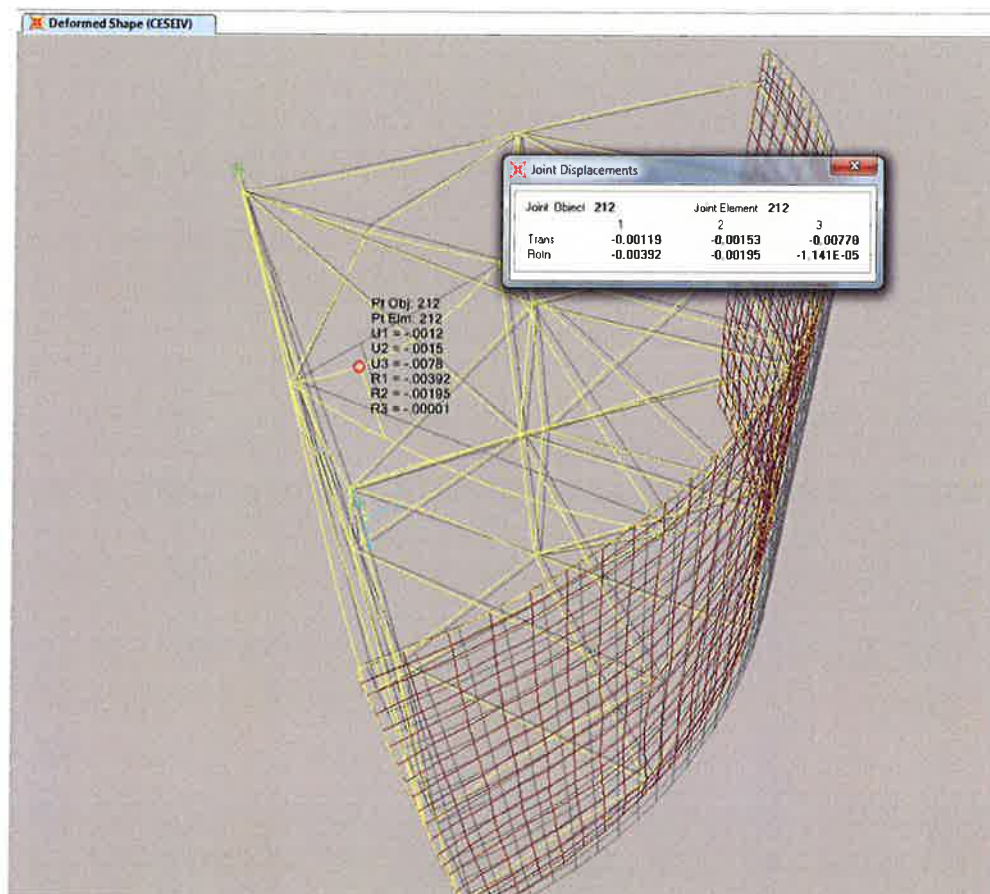 Deformed Shape (CESEIV)
Joint Displacements
Joint Object 212 Joint Element 212
1 2 3
Trans -0.00119 -0.00153 -0.00778
Rotn -0.00392 -0.00195 -1.141E-05
Pt Obj: 212
Pt Elm: 212
U1 = -.0012
U2 = -.0015
U3 = -.0078
R1 = -.00392
R2 = -.00195
R3 = -.00001